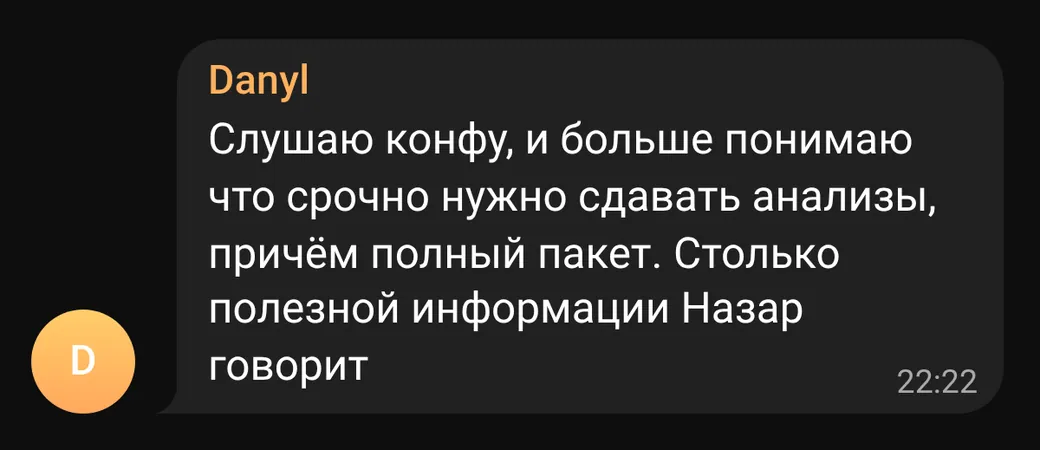 Danyl
Слушаю конфу, и больше понимаю
что срочно нужно сдавать анализы,
причём полный пакет. Столько
полезной информации Назар
говорит
D
22:22